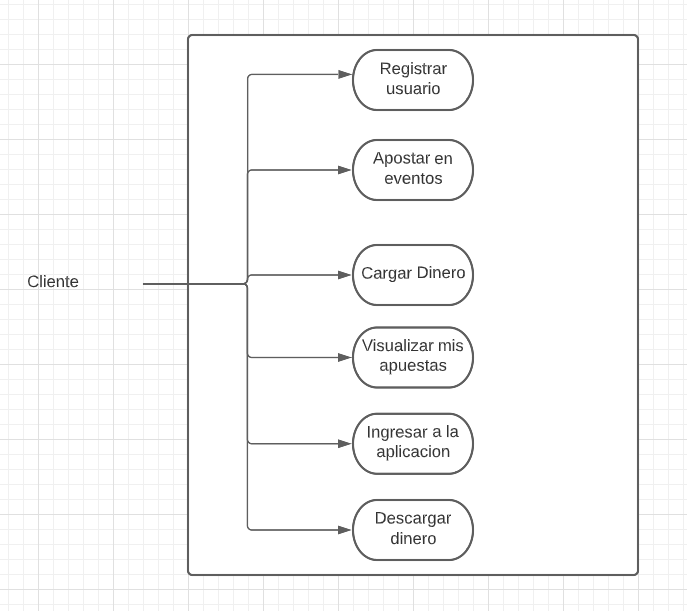 Registrar
usuario
Apostar en
eventos
Cliente
Cargar Dinero
Visualizar mis
apuestas
Ingresar a la
aplicacion
Descargar
dinero